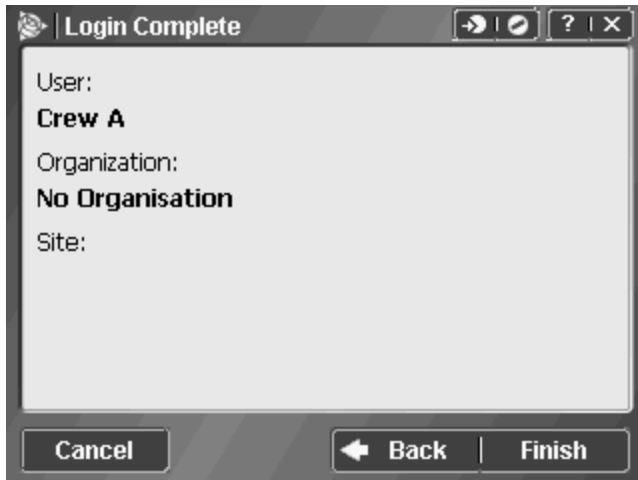 Login Complete
? X
User:
Crew A
Organization:
No Organisation
Site:
Cancel
Back
Finish